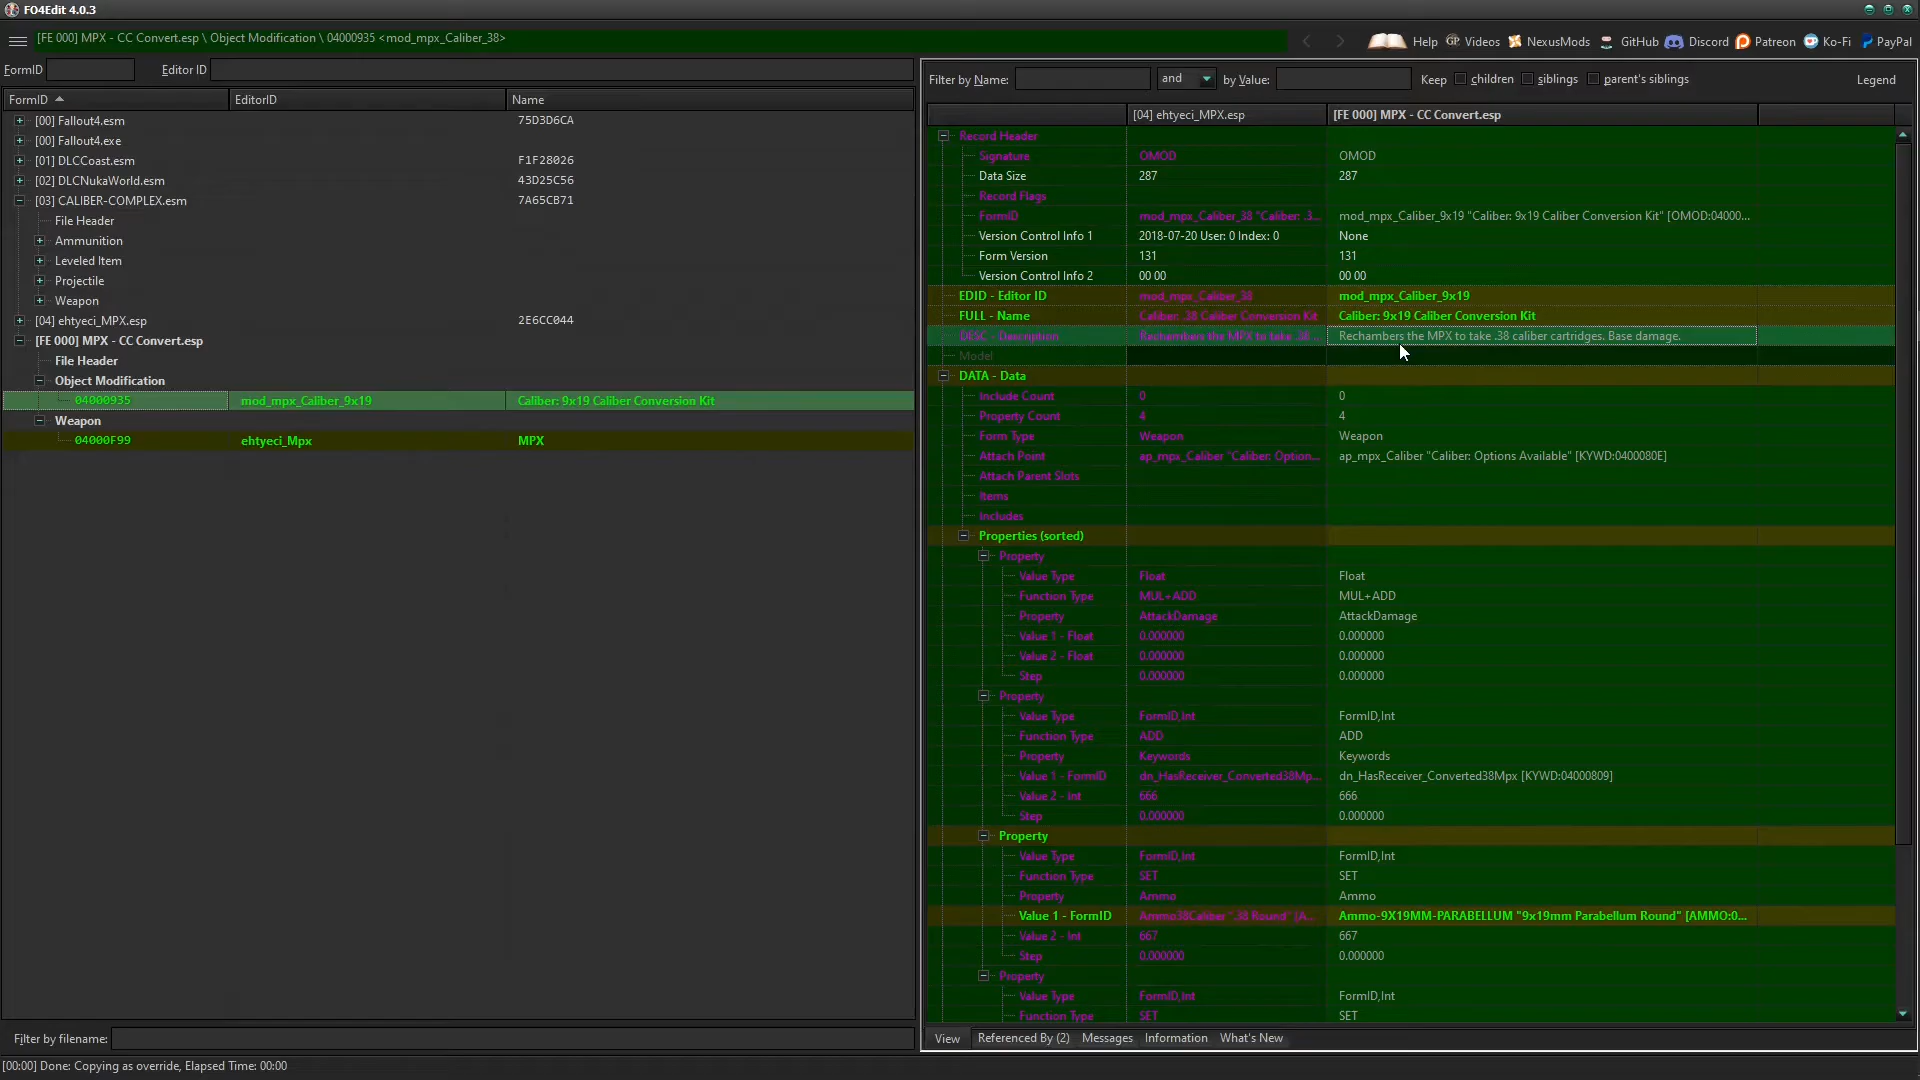 FO4Edit 4.0.3
[FE 000] MPX - CC Convert.esp \ Object Modification \ 04000935 <mod_mpx_Caliber_38>
Help Videos NexusMods GitHub Discord Patreon Ko-Fi PayPal
FormID Editor ID
FormID EditorID Name
[00] Fallout4.esm 75D3D6CA
[00] Fallout4.exe
[01] DLCCoast.esm F1F28026
[02] DLCNukaWorld.esm 43D25C56
[03] CALIBER-COMPLEX.esm 7A65CB71
File Header
Ammunition
Leveled Item
Projectile
Weapon
[04] ehtyeci_MPX.esp 2E6CC044
[FE 000] MPX - CC Convert.esp
File Header
Object Modification
04000935 mod_mpx_Caliber_9x19 Caliber: 9x19 Caliber Conversion Kit
Weapon
04000F99 ehtyeci_Mpx MPX
Filter by filename:
[00:00] Done: Copying as override, Elapsed Time: 00:00
Filter by Name: and by Value: Keep children siblings parent's siblings Legend
[04] ehtyeci_MPX.esp [FE 000] MPX - CC Convert.esp
Record Header
Signature OMOD OMOD
Data Size 287 287
Record Flags
FormID mod_mpx_Caliber_38 "Caliber: .3... mod_mpx_Caliber_9x19 "Caliber: 9x19 Caliber Conversion Kit" [OMOD:04000...
Version Control Info 1 2018-07-20 User: 0 Index: 0 None
Form Version 131 131
Version Control Info 2 00 00 00 00
EDID - Editor ID mod_mpx_Caliber_38 mod_mpx_Caliber_9x19
FULL - Name Caliber: .38 Caliber Conversion Kit Caliber: 9x19 Caliber Conversion Kit
DESC - Description Rechambers the MPX to take .38 ... Rechambers the MPX to take .38 caliber cartridges. Base damage.
Model
DATA - Data
Include Count 0 0
Property Count 4 4
Form Type Weapon Weapon
Attach Point ap_mpx_Caliber "Caliber: Option... ap_mpx_Caliber "Caliber: Options Available" [KYWD:0400080E]
Attach Parent Slots
Items
Includes
Properties (sorted)
Property
Value Type Float Float
Function Type MUL+ADD MUL+ADD
Property AttackDamage AttackDamage
Value 1 - Float 0.000000 0.000000
Value 2 - Float 0.000000 0.000000
Step 0.000000 0.000000
Property
Value Type FormID,Int FormID,Int
Function Type ADD ADD
Property Keywords Keywords
Value 1 - FormID dn_HasReceiver_Converted38Mp... dn_HasReceiver_Converted38Mpx [KYWD:04000809]
Value 2 - Int 666 666
Step 0.000000 0.000000
Property
Value Type FormID,Int FormID,Int
Function Type SET SET
Property Ammo Ammo
Value 1 - FormID Ammo38Caliber ".38 Round" [A... Ammo-9X19MM-PARABELLUM "9x19mm Parabellum Round" [AMMO:0...
Value 2 - Int 667 667
Step 0.000000 0.000000
Property
Value Type FormID,Int FormID,Int
Function Type SET SET
View Referenced By (2) Messages Information What's New